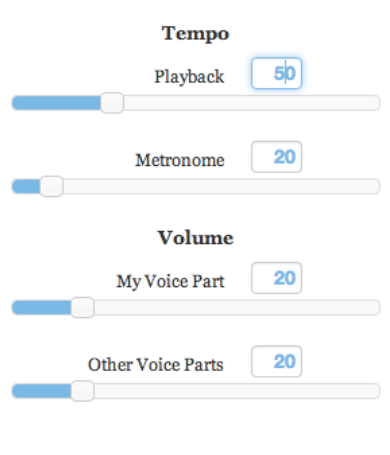 Tempo
Playback 50
Metronome 20
Volume
My Voice Part 20
Other Voice Parts 20